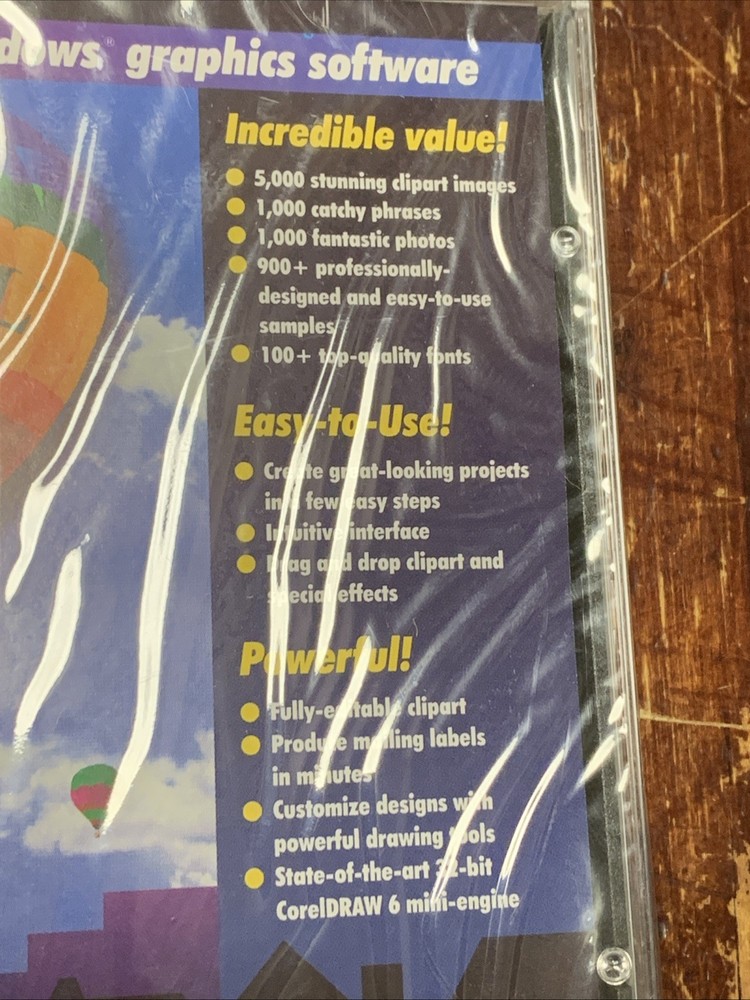 dows® graphics software
Incredible value!
5,000 stunning clipart images
1,000 catchy phrases
1,000 fantastic photos
900+ professionally-
designed and easy-to-use
samples
100+ top-quality fonts
Easy-to-Use!
Create great-looking projects
in a few easy steps
Intuitive interface
Drag and drop clipart and
special effects
Powerful!
Fully-editable clipart
Produce mailing labels
in minutes
Customize designs with
powerful drawing tools
State-of-the-art 32-bit
CorelDRAW 6 mini-engine